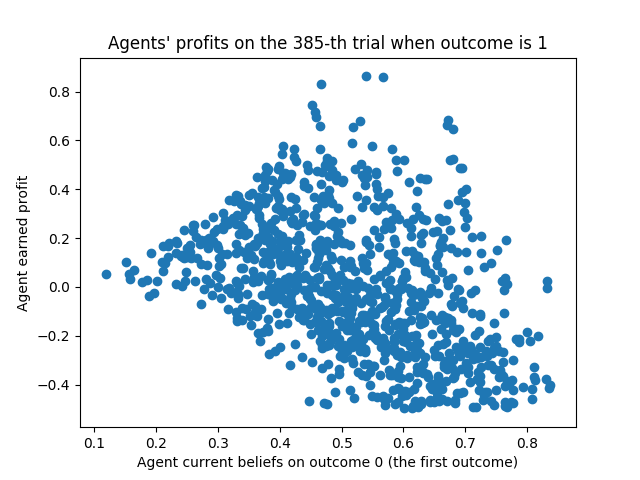 Agents' profits on the 385-th trial when outcome is 1
Agent earned profit
0.8
0.6
0.4
0.2
0.0
−0.2
−0.4
0.1 0.2 0.3 0.4 0.5 0.6 0.7 0.8
Agent current beliefs on outcome 0 (the first outcome)